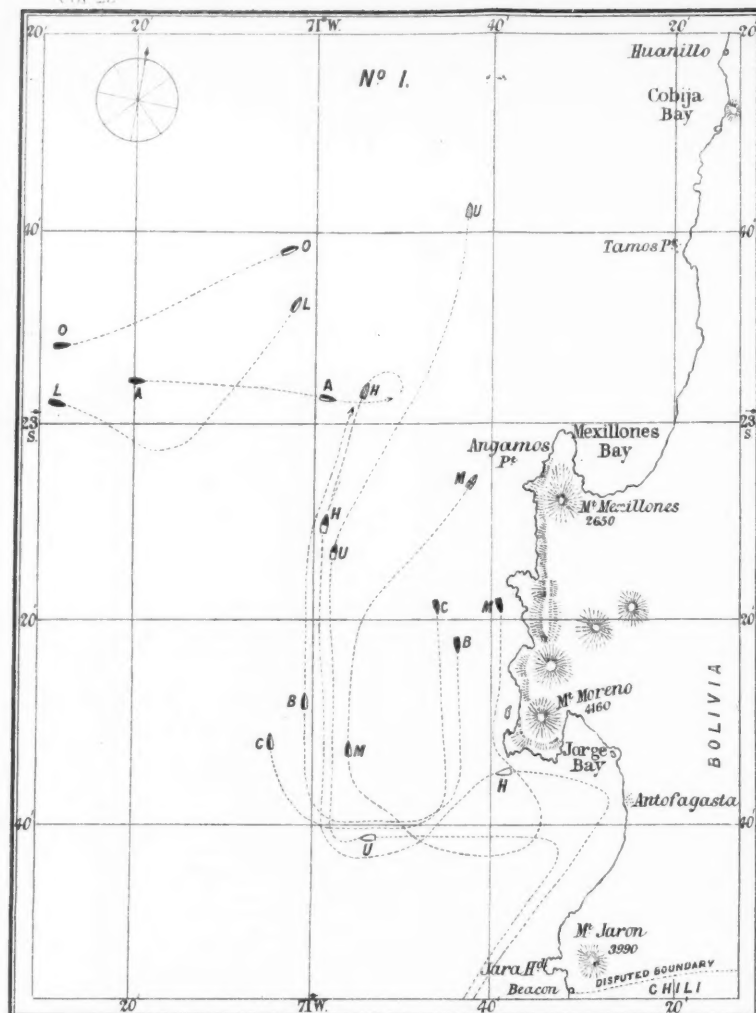 20' 71° W. 40' 20'
20' 20'
Nº I.
Huanillo
Cobija
Bay
U
40' 40'
Tamos Pt
O
O
L
L
A
A
H
23°
S.
23°
S
Mexillones
Bay
Angamos
Pt
M
Mt Mexillones
2650
H
U
20' 20'
C
M
B
B
C
M
Mt Moreno
4160
Jorge
Bay
BOLIVIA
H
Antofagasta
40' 40'
U
Mt Jaron
3990
Jara Hd
Beacon
DISPUTED BOUNDARY
CHILI
20' 71° W. 40' 20'